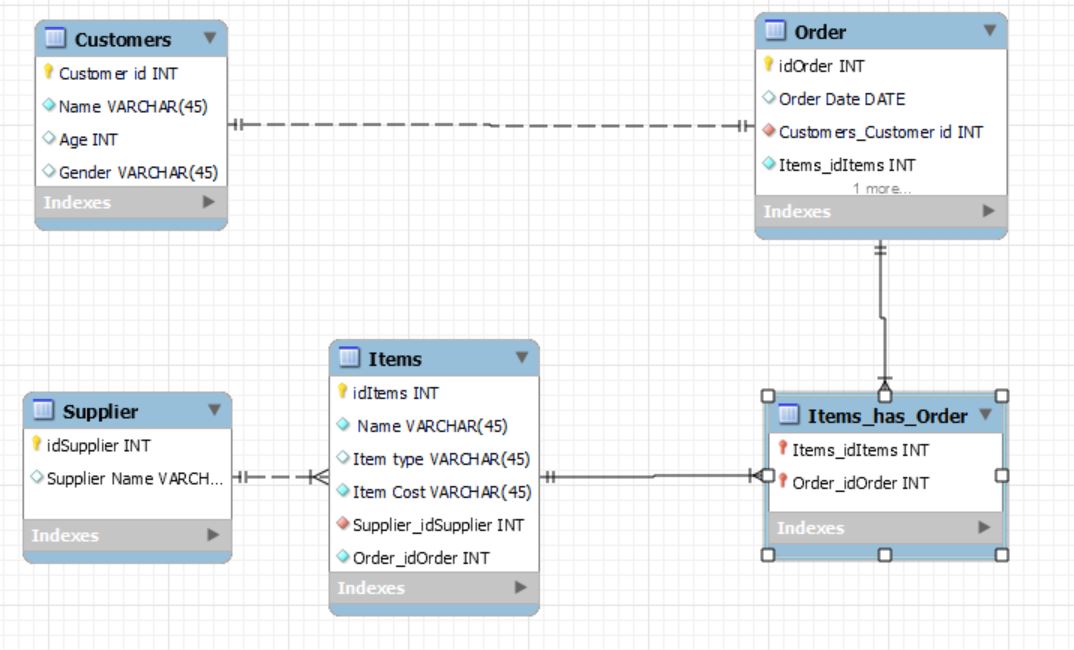 Customers
Customer id INT
Name VARCHAR(45)
Age INT
Gender VARCHAR(45)
Indexes
Order
idOrder INT
Order Date DATE
Customers_Customer id INT
Items_idItems INT
1 more...
Indexes
Supplier
idSupplier INT
Supplier Name VARCH...
Indexes
Items
idItems INT
Name VARCHAR(45)
Item type VARCHAR(45)
Item Cost VARCHAR(45)
Supplier_idSupplier INT
Order_idOrder INT
Indexes
Items_has_Order
Items_idItems INT
Order_idOrder INT
Indexes